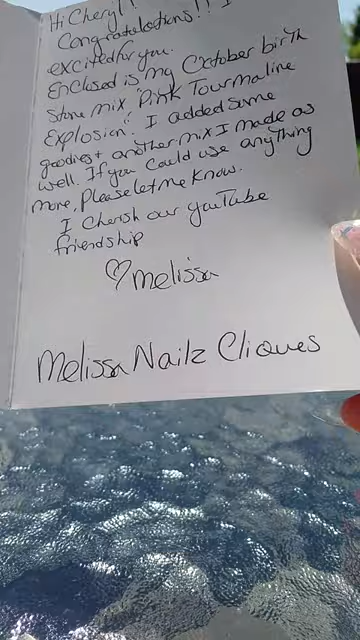 Hi Cheryl!!
Congratulations!! I
excited for you.
Enclosed is my October birth
stone mix "Pink Tourmaline
Explosion". I added some
goodies + another mix I made as
well. If you could use anything
more, Please let me know.
I cherish our YouTube
friendship
♡ Melissa
Melissa Nailz Cliques